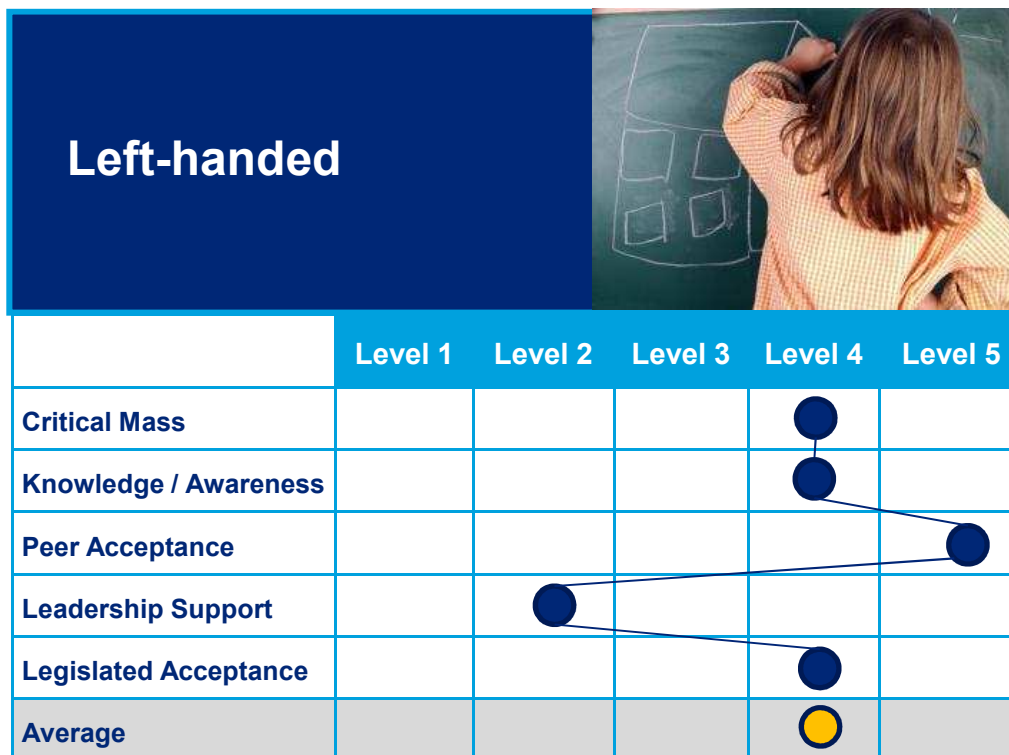 Left-handed
Level 1 Level 2 Level 3 Level 4 Level 5
Critical Mass
Knowledge / Awareness
Peer Acceptance
Leadership Support
Legislated Acceptance
Average